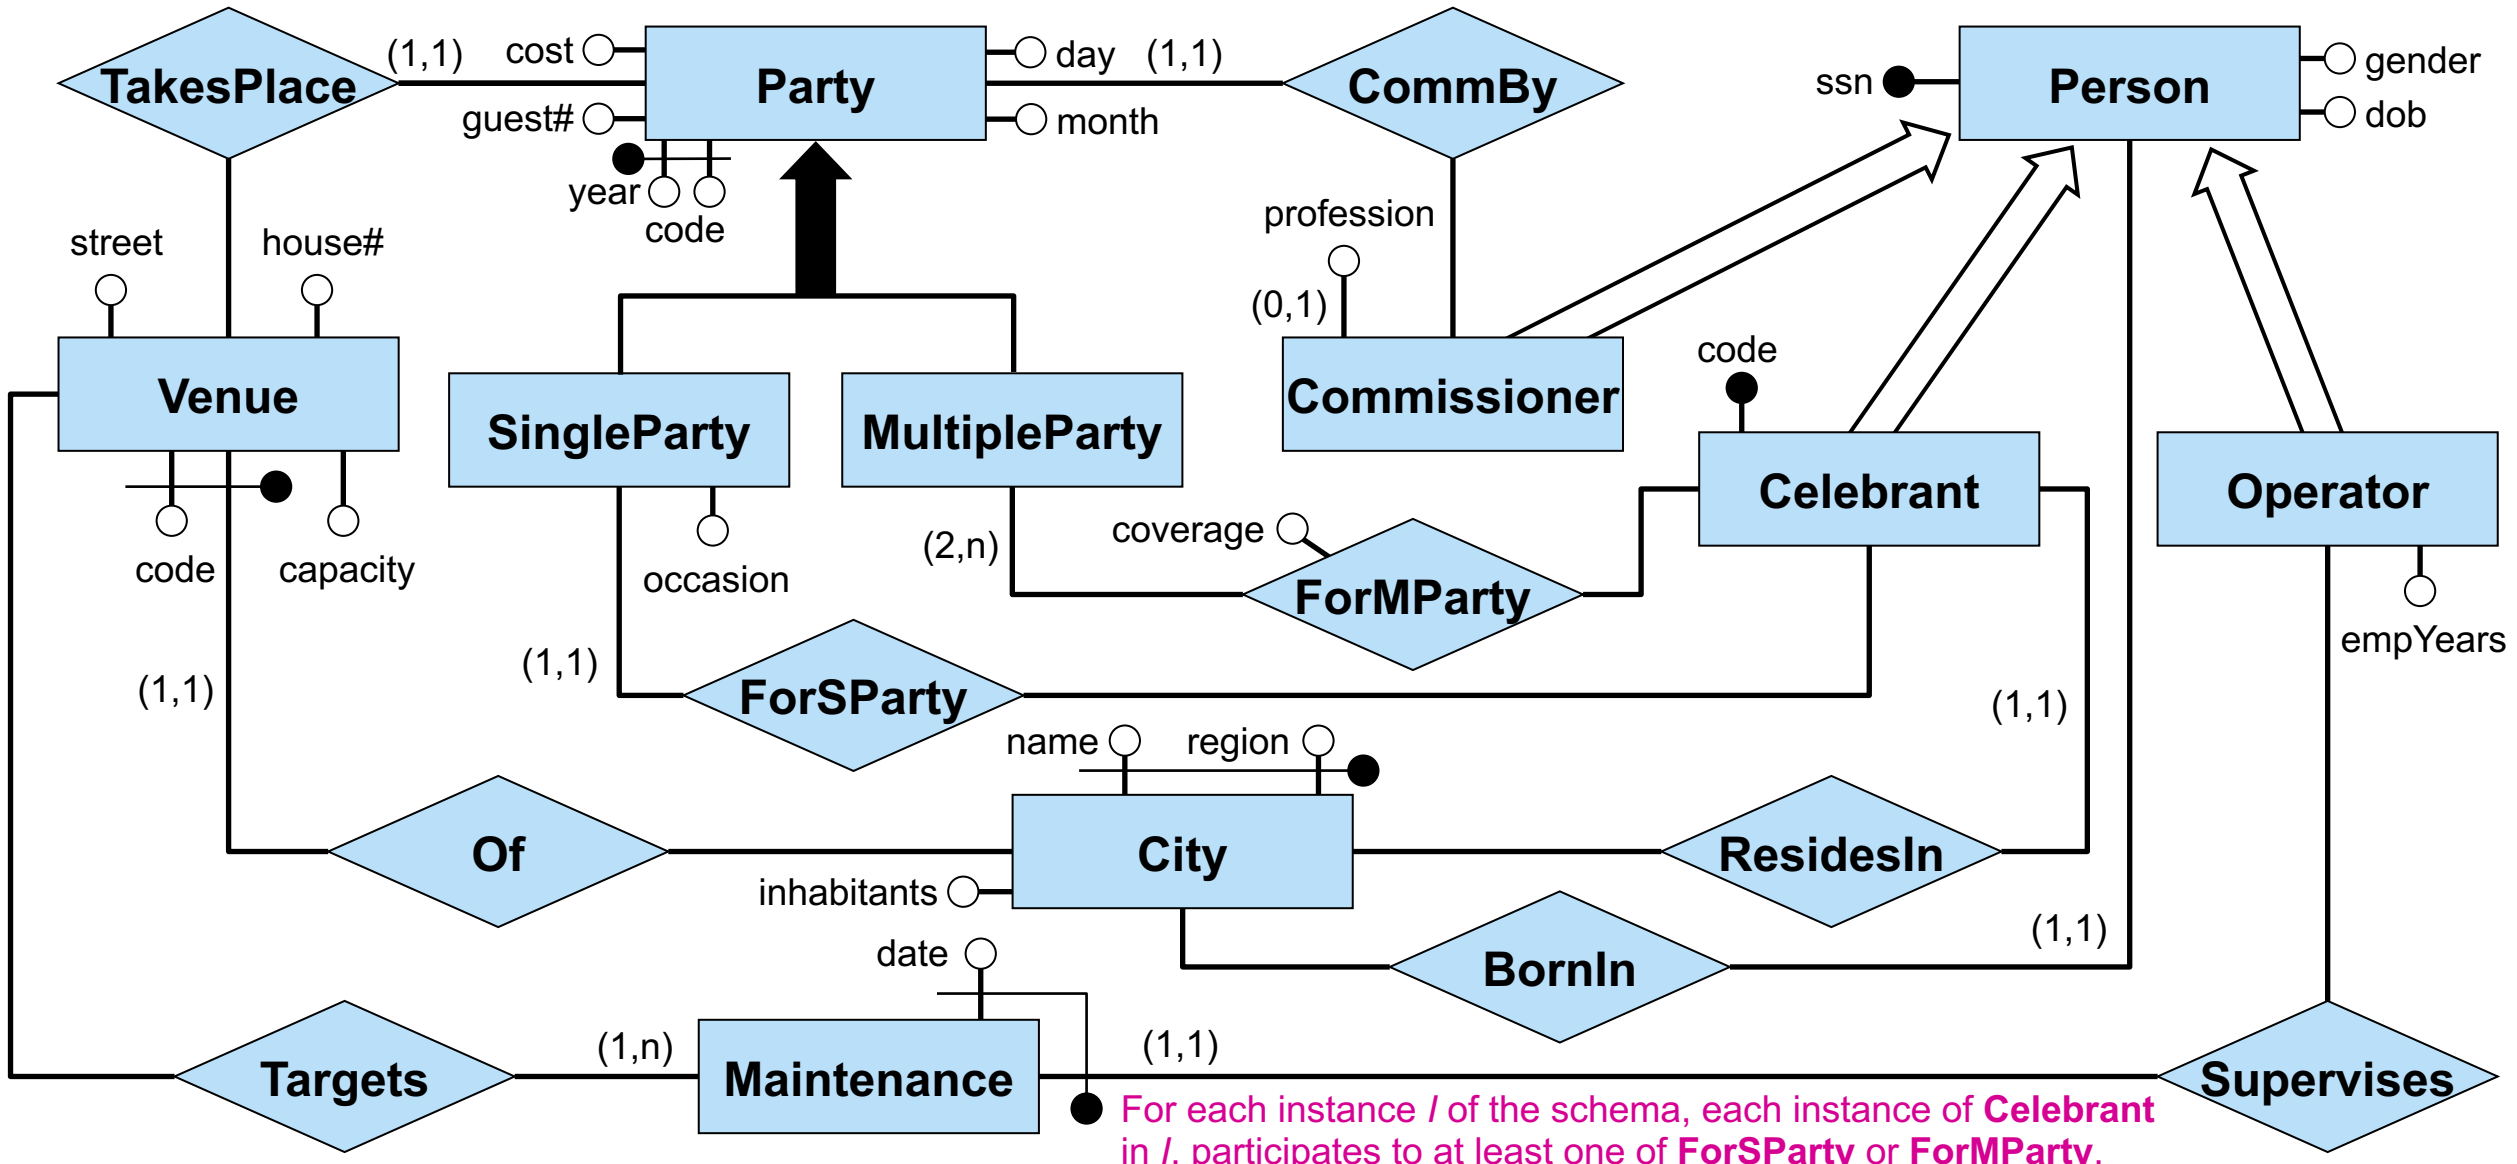 TakesPlace
(1,1)
cost
guest#
Party
day
month
(1,1)
CommBy
ssn
Person
gender
dob
year
code
street
house#
profession
(0,1)
Venue
SingleParty
MultipleParty
Commissioner
code
Celebrant
Operator
code
capacity
occasion
(2,n)
coverage
ForMParty
empYears
(1,1)
(1,1)
ForSParty
(1,1)
name
region
Of
City
ResidesIn
inhabitants
date
BornIn
(1,1)
Targets
(1,n)
Maintenance
(1,1)
Supervises
For each instance I of the schema, each instance of Celebrant
in I, participates to at least one of ForSParty or ForMParty.